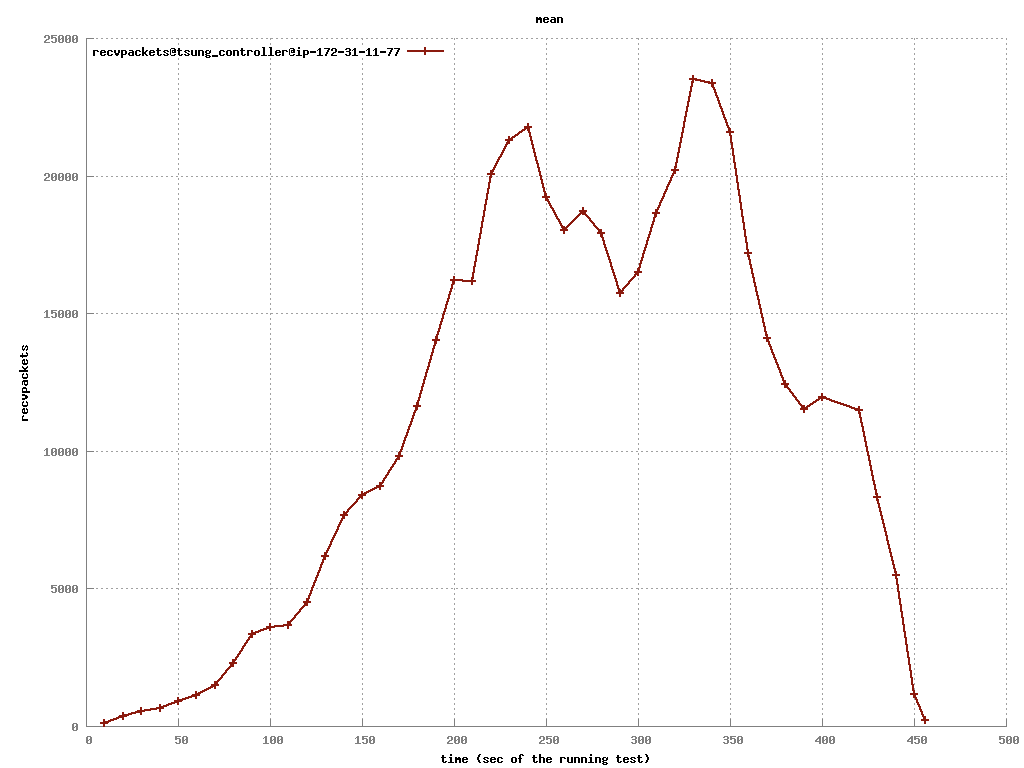 mean
25000
recvpackets@tsung_controller@ip-172-31-11-77
20000
15000
recvpackets
10000
5000
0
0 50 100 150 200 250 300 350 400 450 500
time (sec of the running test)